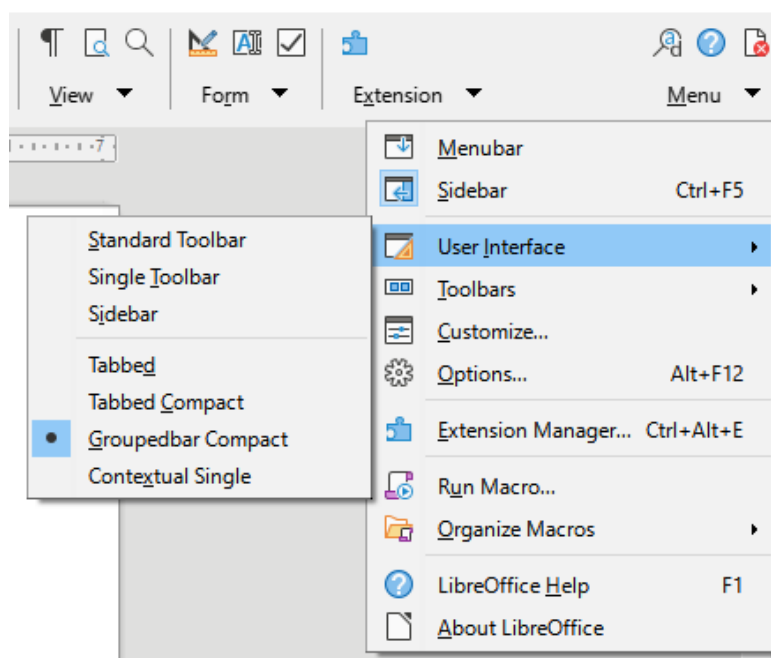 View Form Extension Menu
7
Menubar
Sidebar Ctrl+F5
User Interface
Toolbars
Customize...
Options... Alt+F12
Extension Manager... Ctrl+Alt+E
Run Macro...
Organize Macros
LibreOffice Help F1
About LibreOffice
Standard Toolbar
Single Toolbar
Sidebar
Tabbed
Tabbed Compact
Groupedbar Compact
Contextual Single